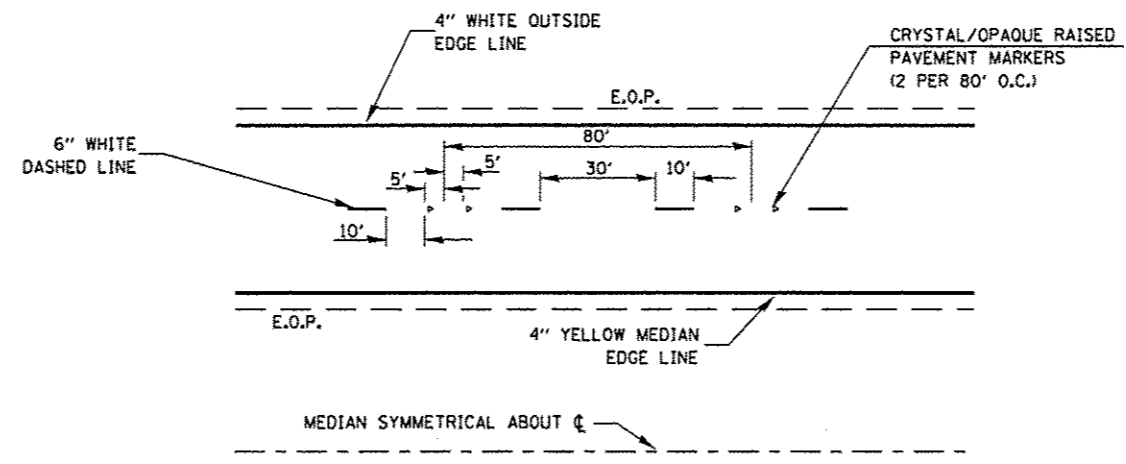 4" WHITE OUTSIDE
EDGE LINE
CRYSTAL/OPAQUE RAISED
PAVEMENT MARKERS
(2 PER 80' O.C.)
E.O.P.
6" WHITE
DASHED LINE
80'
5'
5'
30'
10'
10'
E.O.P.
4" YELLOW MEDIAN
EDGE LINE
MEDIAN SYMMETRICAL ABOUT ℄